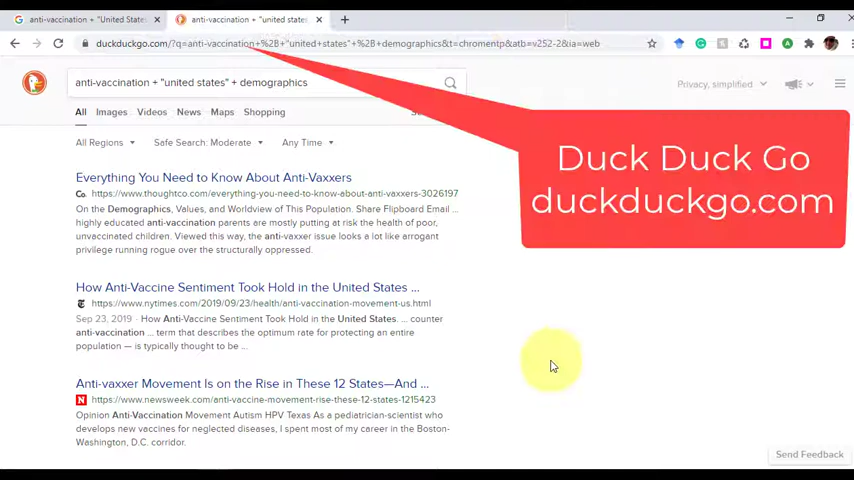 anti-vaccination + "United States"
anti-vaccination + "united states"
duckduckgo.com/?q=anti-vaccination+%2B+"united+states"+%2B+demographics&t=chromentp&atb=v252-2&ia=web
anti-vaccination + "united states" + demographics
Privacy, simplified
All Images Videos News Maps Shopping
All Regions Safe Search: Moderate Any Time
Duck Duck Go
duckduckgo.com
Everything You Need to Know About Anti-Vaxxers
Co. https://www.thoughtco.com/everything-you-need-to-know-about-anti-vaxxers-3026197
On the Demographics, Values, and Worldview of This Population. Share Flipboard Email ...
highly educated anti-vaccination parents are mostly putting at risk the health of poor,
unvaccinated children. Viewed this way, the anti-vaxxer issue looks a lot like arrogant
privilege running rogue over the structurally oppressed.
How Anti-Vaccine Sentiment Took Hold in the United States ...
https://www.nytimes.com/2019/09/23/health/anti-vaccination-movement-us.html
Sep 23, 2019 · How Anti-Vaccine Sentiment Took Hold in the United States. ... counter
anti-vaccination ... term that describes the optimum rate for protecting an entire
population — is typically thought to be ...
Anti-vaxxer Movement Is on the Rise in These 12 States—And ...
N https://www.newsweek.com/anti-vaccine-movement-rise-these-12-states-1215423
Opinion Anti-Vaccination Movement Autism HPV Texas As a pediatrician-scientist who
develops new vaccines for neglected diseases, I spent most of my career in the Boston-
Washington, D.C. corridor.
Send Feedback